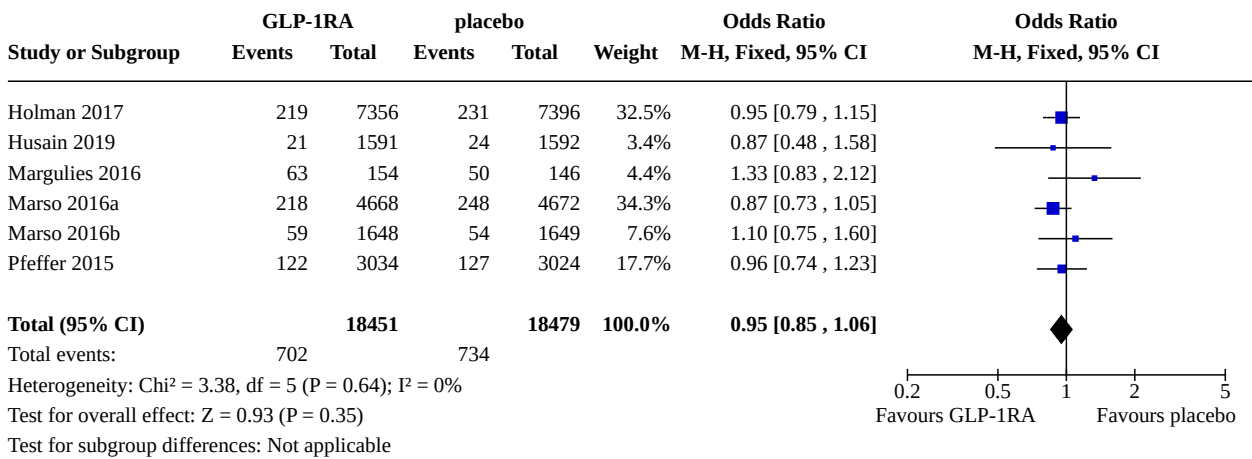 GLP-1RA placebo Odds Ratio Odds Ratio
Study or Subgroup Events Total Events Total Weight M-H, Fixed, 95% CI M-H, Fixed, 95% CI
Holman 2017 219 7356 231 7396 32.5% 0.95 [0.79 , 1.15]
Husain 2019 21 1591 24 1592 3.4% 0.87 [0.48 , 1.58]
Margulies 2016 63 154 50 146 4.4% 1.33 [0.83 , 2.12]
Marso 2016a 218 4668 248 4672 34.3% 0.87 [0.73 , 1.05]
Marso 2016b 59 1648 54 1649 7.6% 1.10 [0.75 , 1.60]
Pfeffer 2015 122 3034 127 3024 17.7% 0.96 [0.74 , 1.23]
Total (95% CI) 18451 18479 100.0% 0.95 [0.85 , 1.06]
Total events: 702 734
Heterogeneity: Chi² = 3.38, df = 5 (P = 0.64); I² = 0%
0.2 0.5 1 2 5
Test for overall effect: Z = 0.93 (P = 0.35)
Favours GLP-1RA Favours placebo
Test for subgroup differences: Not applicable